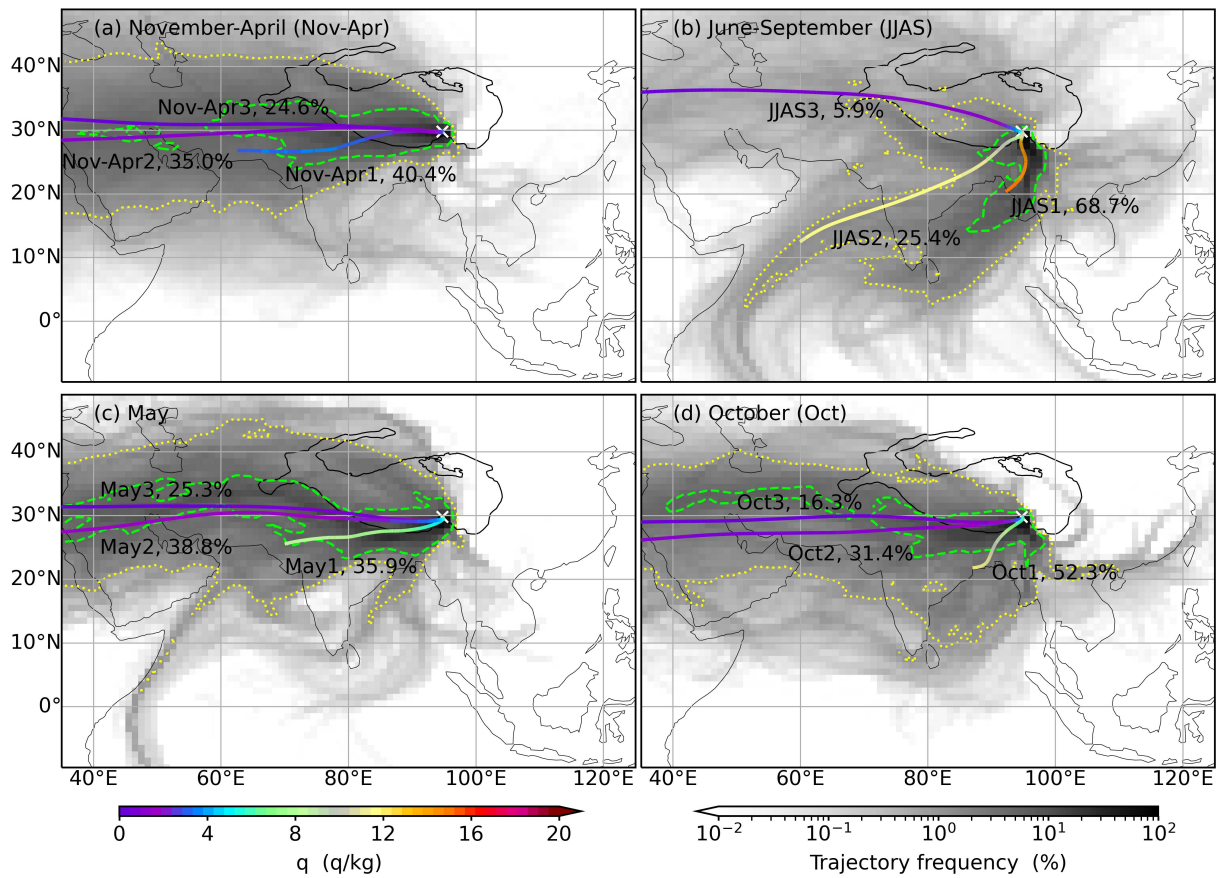 (a) November-April (Nov-Apr)
40°N
Nov-Apr3, 24.6%
30°N
Nov-Apr2, 35.0%
Nov-Apr1, 40.4%
20°N
10°N
0°
(b) June-September (JJAS)
JJAS3, 5.9%
JJAS1, 68.7%
JJAS2, 25.4%
(c) May
40°N
May3, 25.3%
30°N
May2, 38.8%
May1, 35.9%
20°N
10°N
0°
40°E 60°E 80°E 100°E 120°E
(d) October (Oct)
Oct3, 16.3%
Oct2, 31.4%
Oct1, 52.3%
40°E 60°E 80°E 100°E 120°E
0 4 8 12 16 20
q (q/kg)
10⁻² 10⁻¹ 10⁰ 10¹ 10²
Trajectory frequency (%)